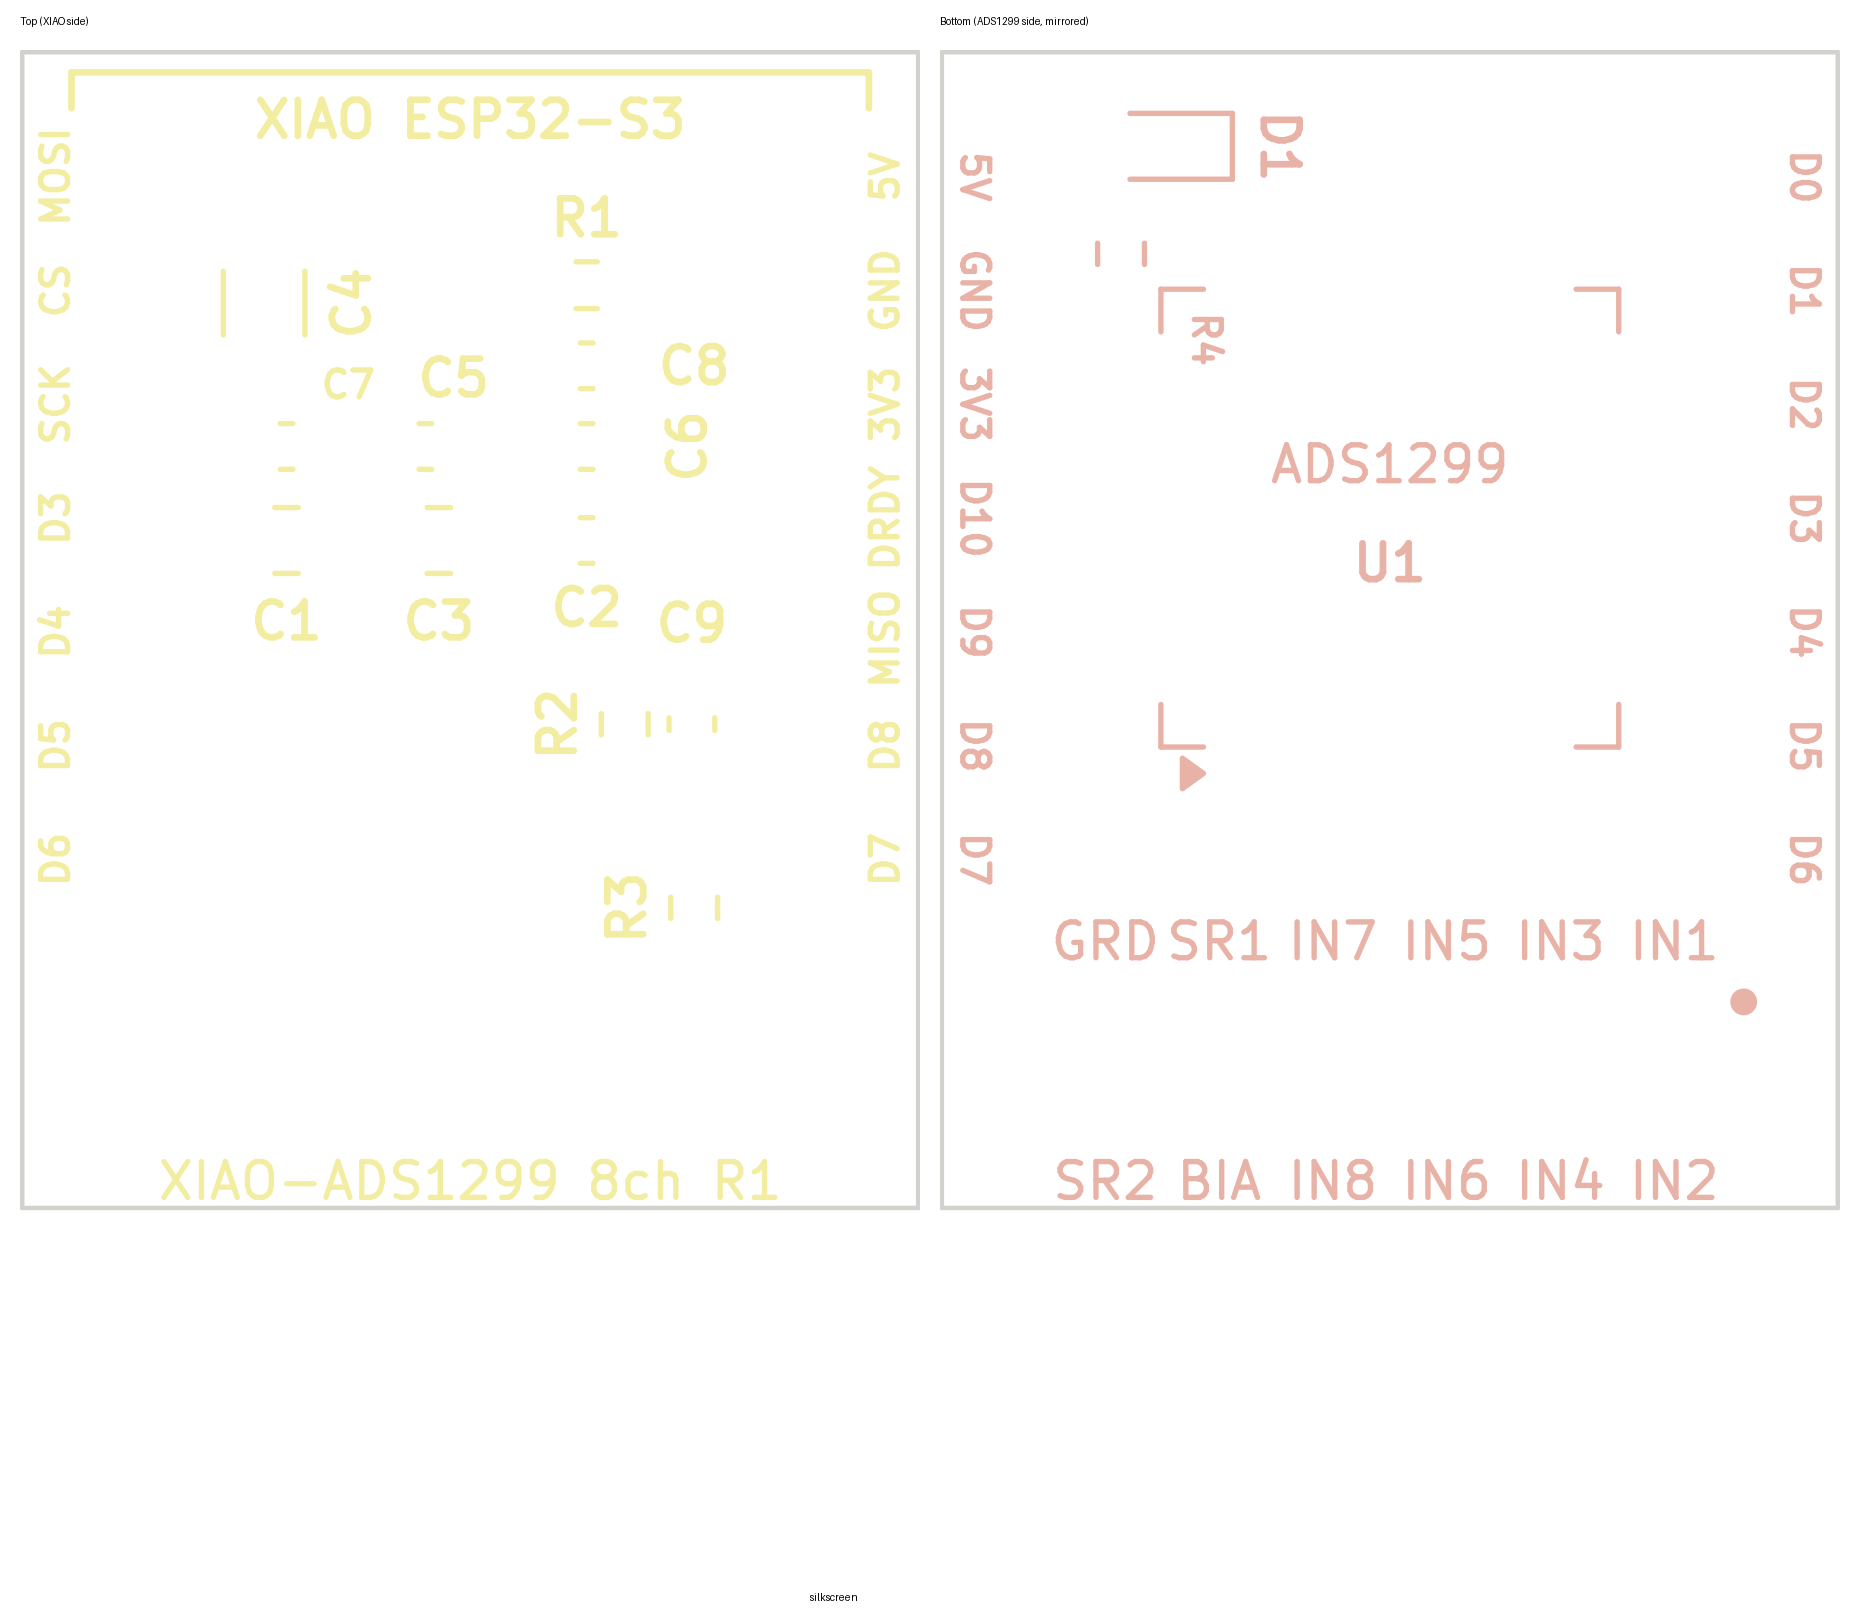 Top (XIAO side)
XIAO ESP32-S3
MOSI
CS
SCK
D3
D4
D5
D6
5V
GND
3V3
DRDY
MISO
D8
D7
R1
C4
C7
C5
C8
C6
C1
C3
C2
C9
R2
R3
XIAO-ADS1299 8ch R1
Bottom (ADS1299 side, mirrored)
D1
5V
GND
3V3
D10
D9
D8
D7
R4
ADS1299
U1
D0
D1
D2
D3
D4
D5
D6
GRD SR1 IN7 IN5 IN3 IN1
SR2 BIA IN8 IN6 IN4 IN2
silkscreen